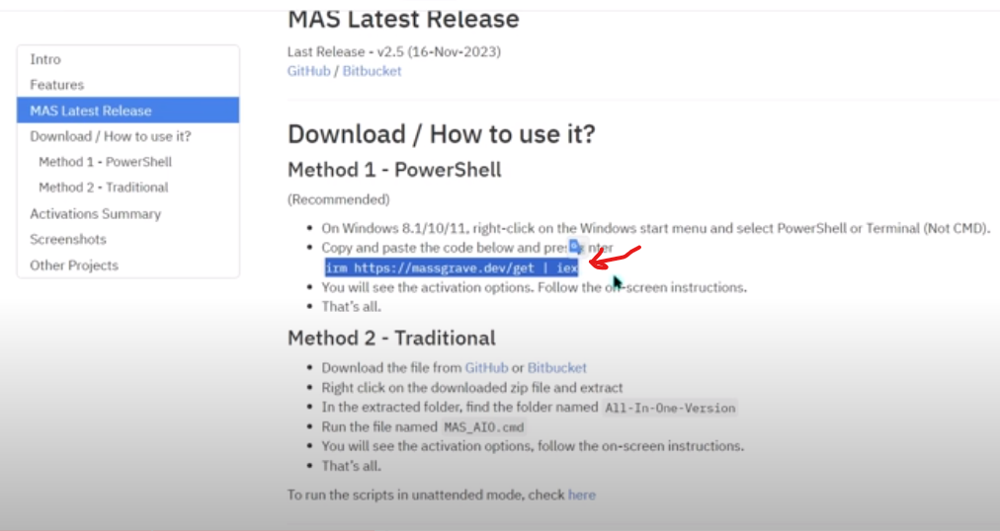 MAS Latest Release
Last Release - v2.5 (16-Nov-2023)
GitHub / Bitbucket
Intro
Features
MAS Latest Release
Download / How to use it?
Method 1 - PowerShell
Method 2 - Traditional
Activations Summary
Screenshots
Other Projects
Download / How to use it?
Method 1 - PowerShell
(Recommended)
• On Windows 8.1/10/11, right-click on the Windows start menu and select PowerShell or Terminal (Not CMD).
• Copy and paste the code below and press nter
irm https://massgrave.dev/get | iex
• You will see the activation options. Follow the on-screen instructions.
• That's all.
Method 2 - Traditional
• Download the file from GitHub or Bitbucket
• Right click on the downloaded zip file and extract
• In the extracted folder, find the folder named All-In-One-Version
• Run the file named MAS_AIO.cmd
• You will see the activation options, follow the on-screen instructions.
• That's all.
To run the scripts in unattended mode, check here